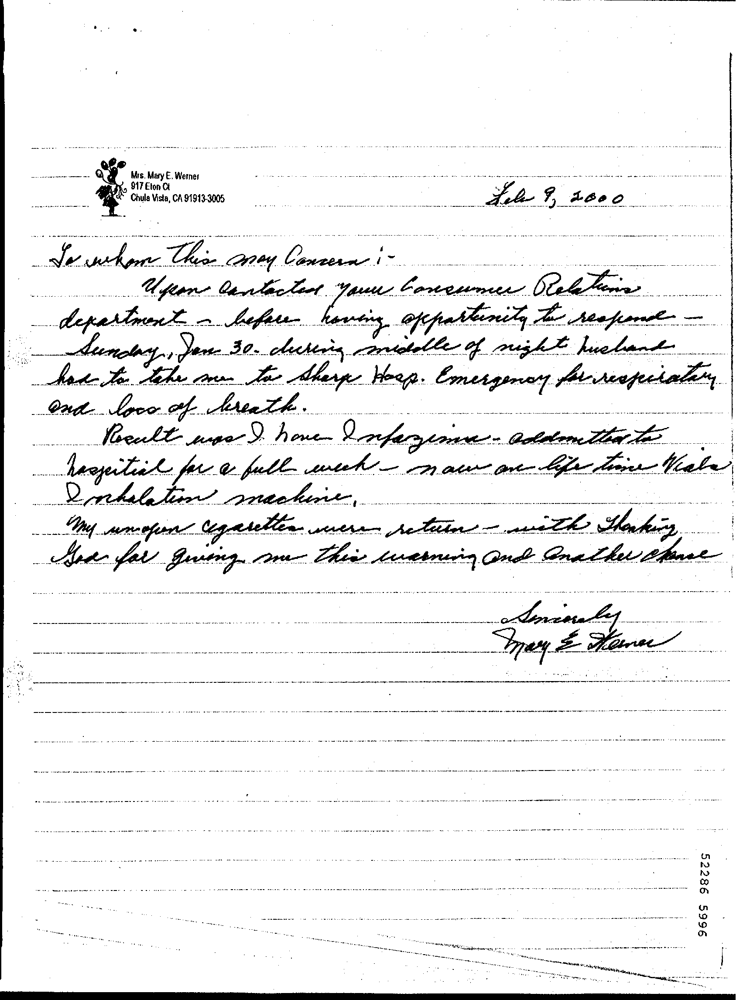 Mrs. Mary E. Werner
917 Elon Ct
Chula Vista, CA 91913-3005
Feb 9, 2000
To whom This may Concern :-
Upon Contacted your Consumer Relations
department - before having opportunity to respond -
Sunday, Jan 30. during middle of night husband
had to take me to Sharp Hosp. Emergency for respiratory
and loss of breath.
Result was I have Infazima - addmitted to
hospitial for a full week - now on life time Vials
Inhalation machine.
My unopen cigarettes were return - with Thanking
God for giving me this warning and another chance
Sincerely
Mary E Werner
52286 5996